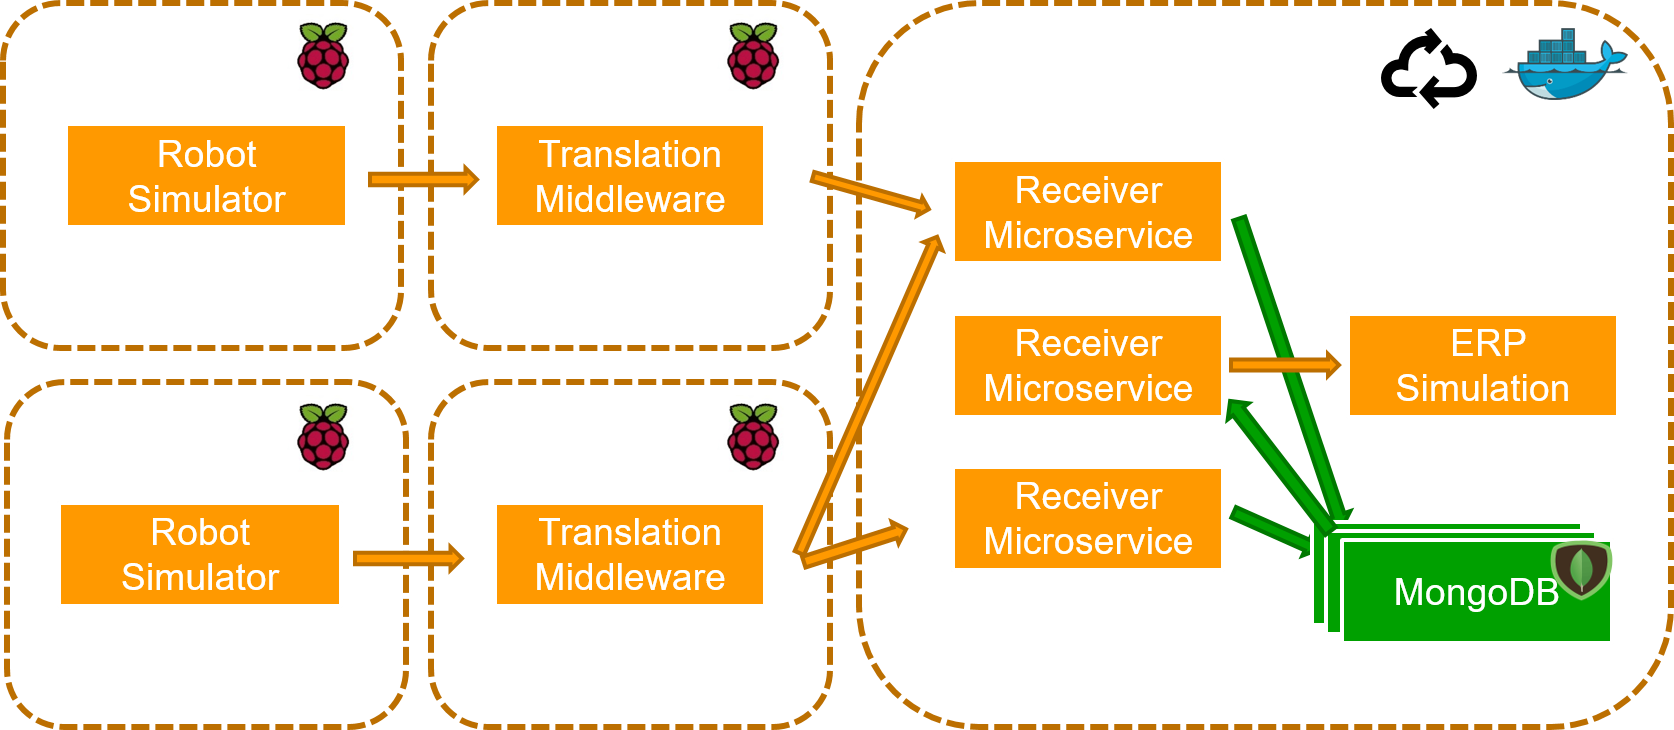 Robot
Simulator
Translation
Middleware
Receiver
Microservice
Receiver
Microservice
ERP
Simulation
Robot
Simulator
Translation
Middleware
Receiver
Microservice
MongoDB